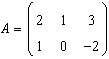 A = ( 2 1 3
1 0 -2 )